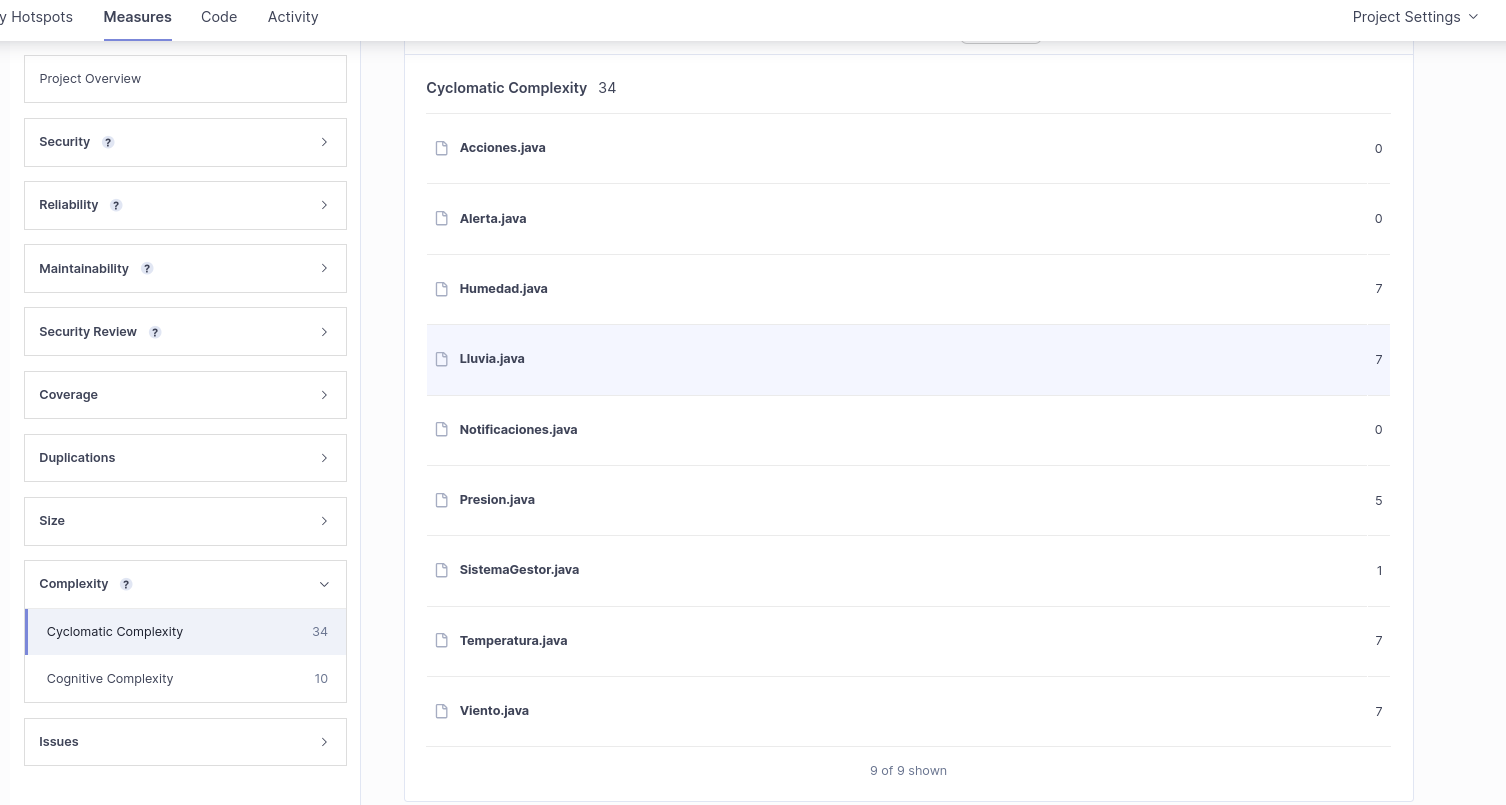 y Hotspots Measures Code Activity Project Settings
Project Overview
Security ?
Reliability ?
Maintainability ?
Security Review ?
Coverage
Duplications
Size
Complexity ?
Cyclomatic Complexity 34
Cognitive Complexity 10
Issues
Cyclomatic Complexity 34
Acciones.java 0
Alerta.java 0
Humedad.java 7
Lluvia.java 7
Notificaciones.java 0
Presion.java 5
SistemaGestor.java 1
Temperatura.java 7
Viento.java 7
9 of 9 shown